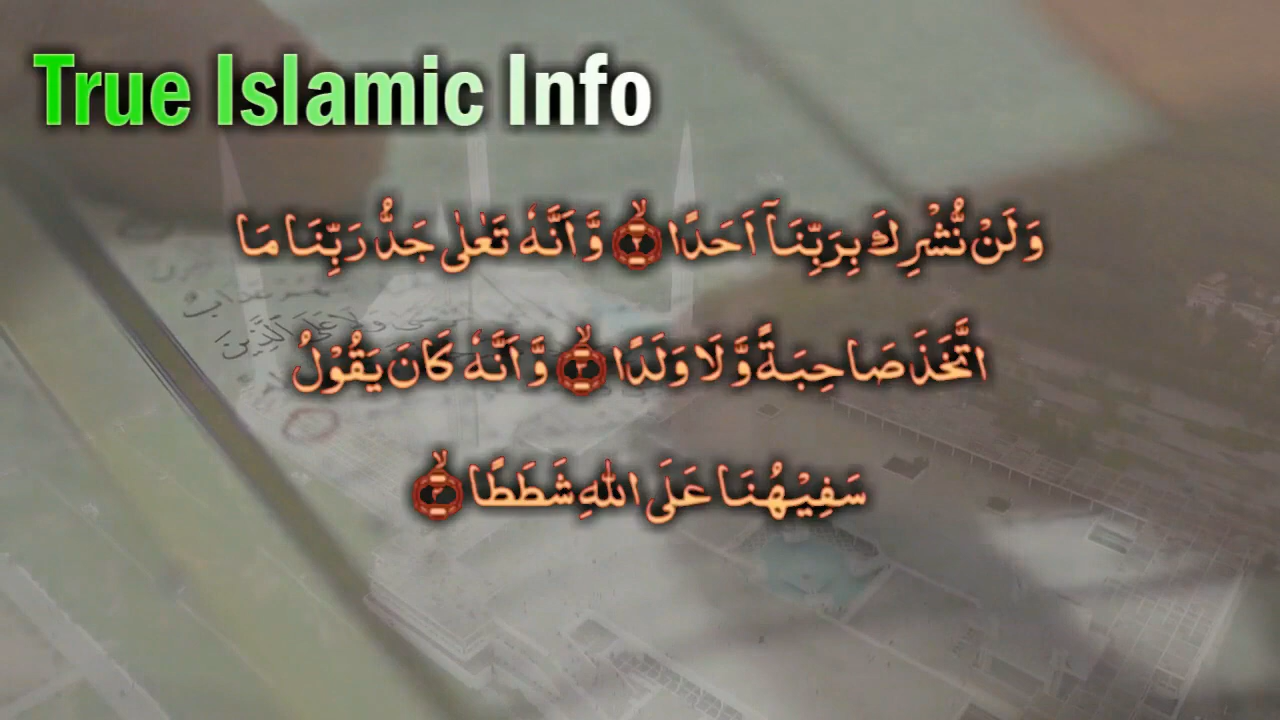 True Islamic Info
وَلَنْ نُّشْرِكَ بِرَبِّنَاۤ اَحَدًا ۙ﴿۲﴾ وَّ اَنَّهٗ تَعٰلٰى جَدُّ رَبِّنَا مَا
اتَّخَذَ صَاحِبَةً وَّ لَا وَلَدًا ۙ﴿۳﴾ وَّ اَنَّهٗ كَانَ يَقُوْلُ
سَفِيْهُنَا عَلَى اللّٰهِ شَطَطًا ۙ﴿۴﴾